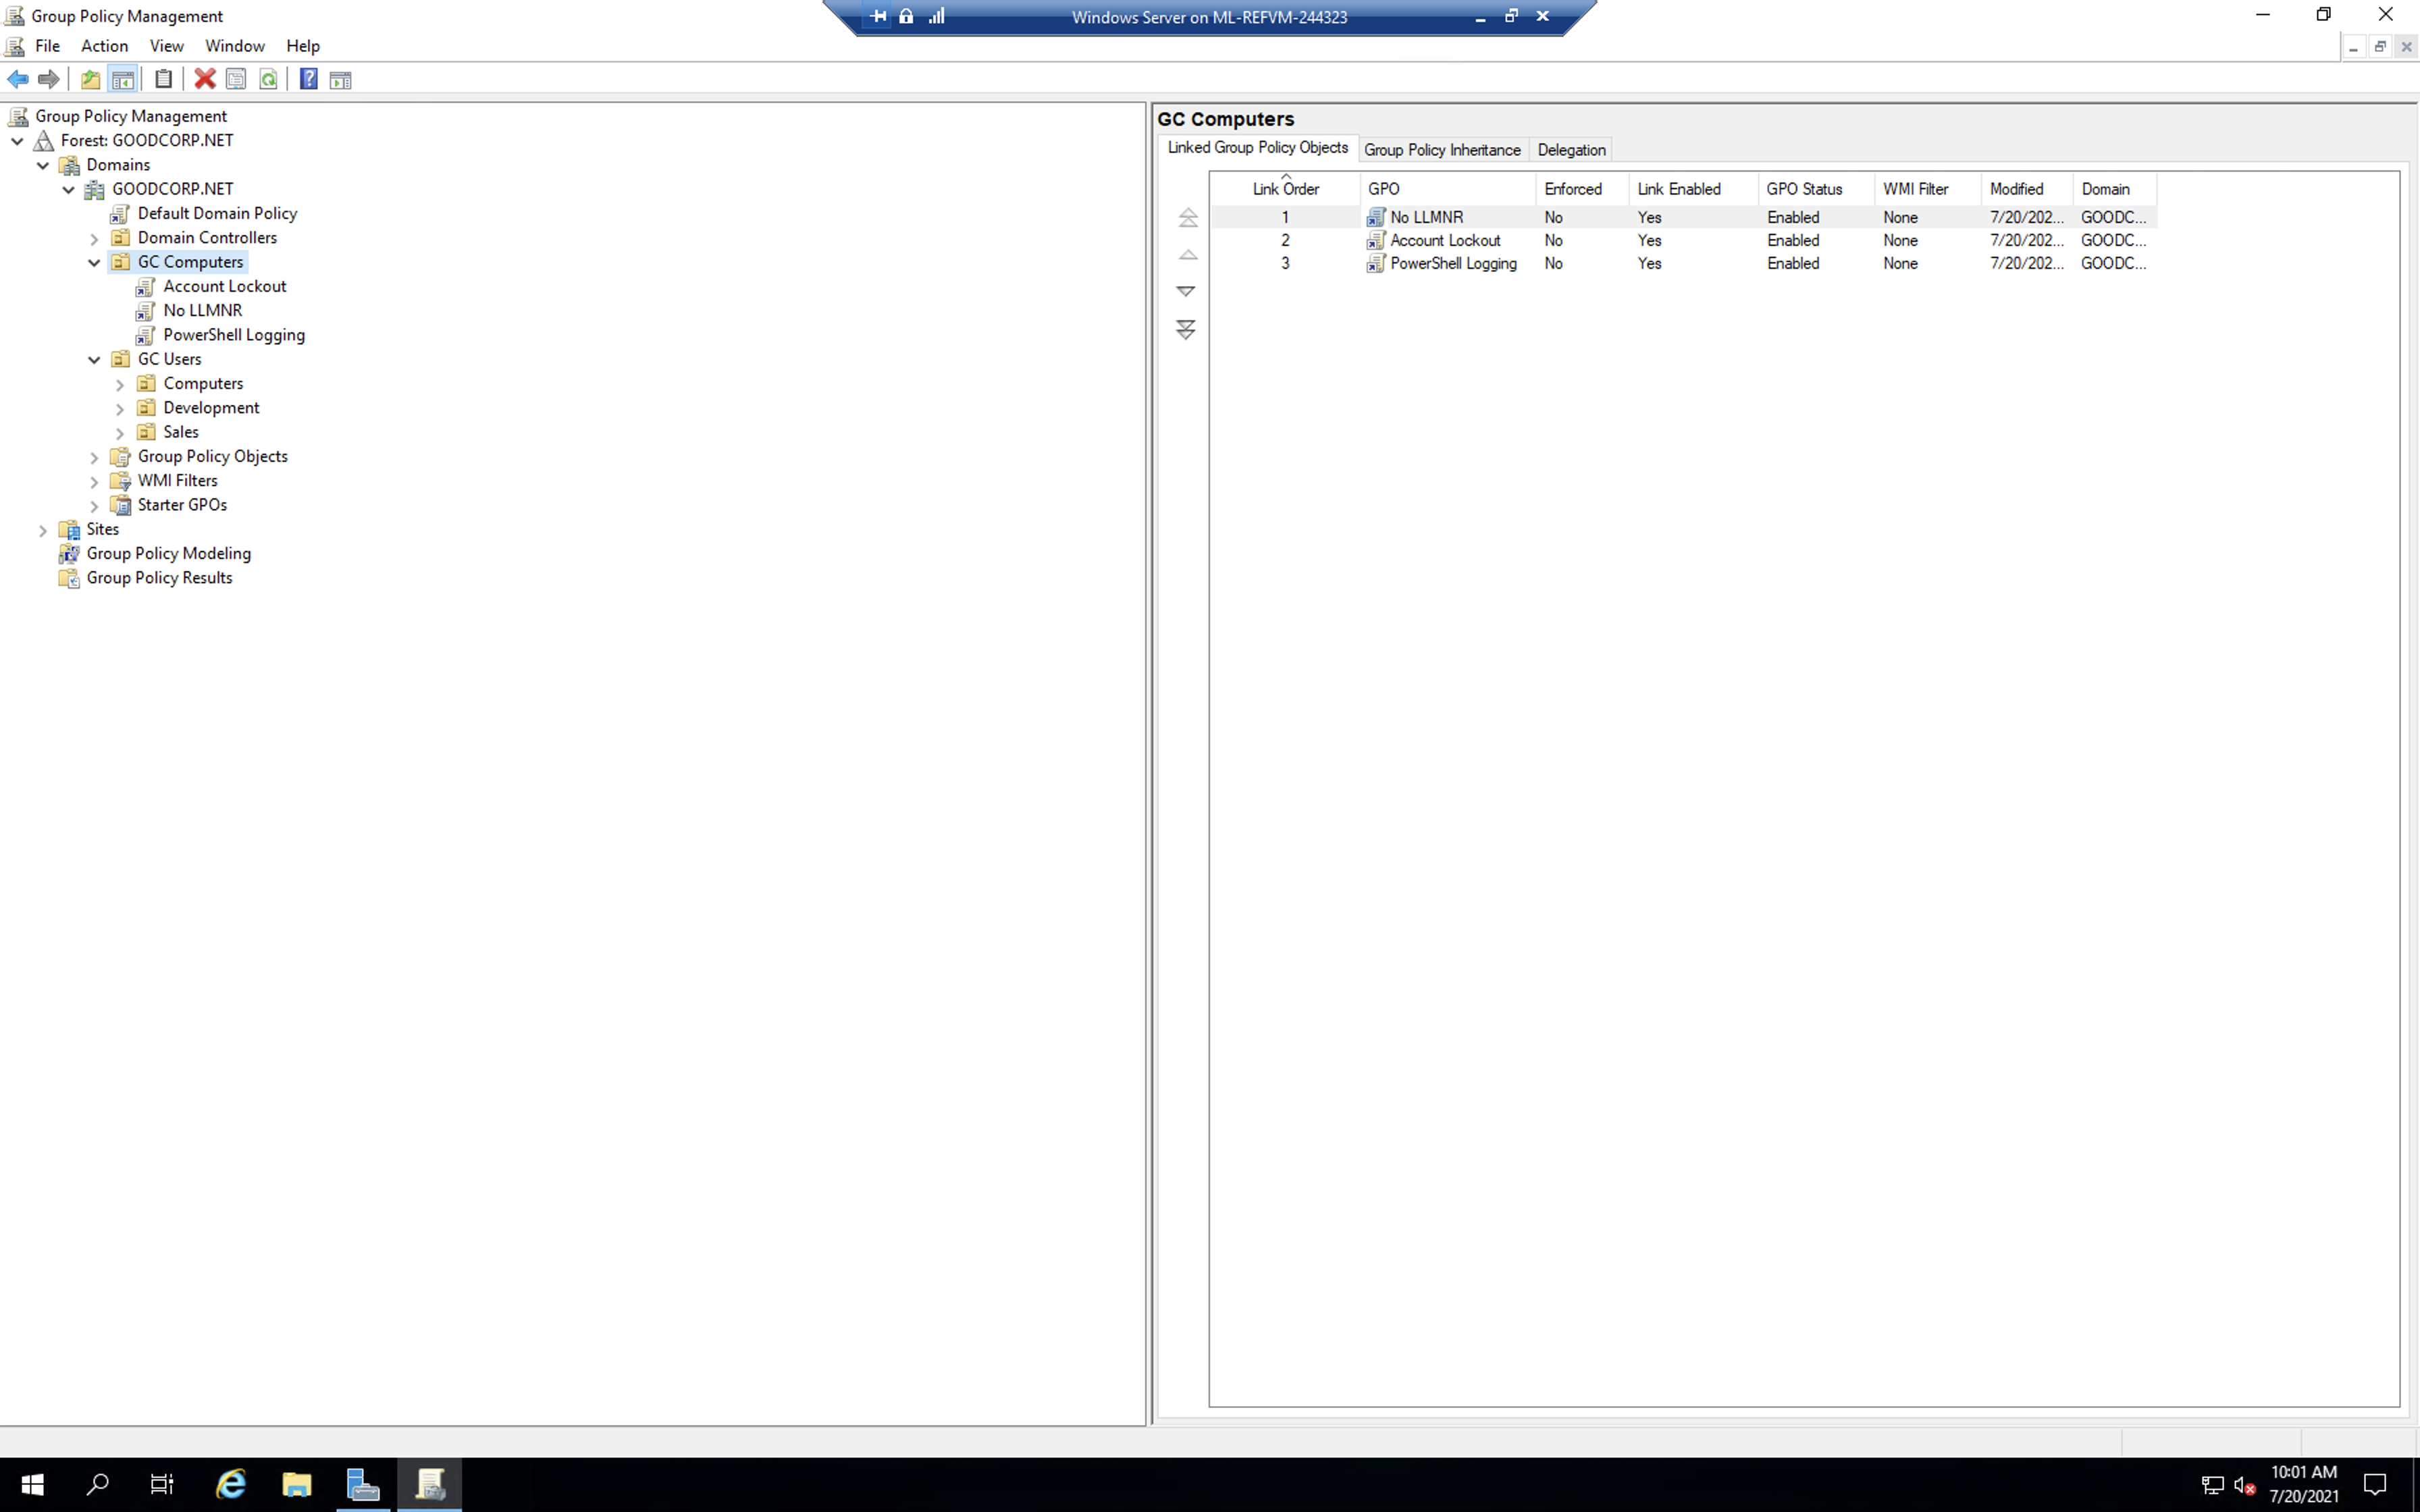 Group Policy Management
Windows Server on ML-REFVM-244323
File Action View Window Help
Group Policy Management
Forest: GOODCORP.NET
Domains
GOODCORP.NET
Default Domain Policy
Domain Controllers
GC Computers
Account Lockout
No LLMNR
PowerShell Logging
GC Users
Computers
Development
Sales
Group Policy Objects
WMI Filters
Starter GPOs
Sites
Group Policy Modeling
Group Policy Results
GC Computers
Linked Group Policy Objects Group Policy Inheritance Delegation
Link Order GPO Enforced Link Enabled GPO Status WMI Filter Modified Domain
1 No LLMNR No Yes Enabled None 7/20/202... GOODC...
2 Account Lockout No Yes Enabled None 7/20/202... GOODC...
3 PowerShell Logging No Yes Enabled None 7/20/202... GOODC...
10:01 AM
7/20/2021